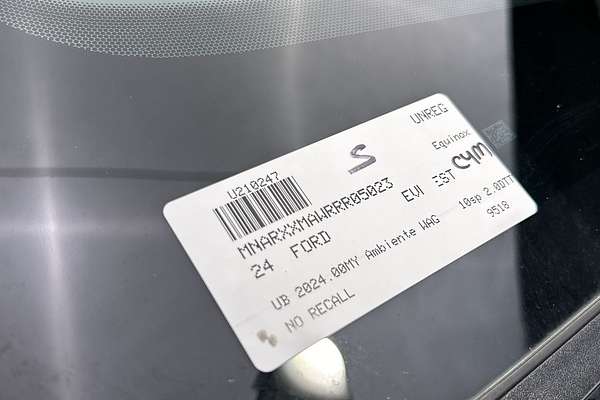 UNREG
S
Equinox
U210247
CYM
MNARXXMAWRRR05023
EVI EST
24 FORD
10sp 2.0DTT
UB 2024.00MY Ambiente WAG
9518
NO RECALL